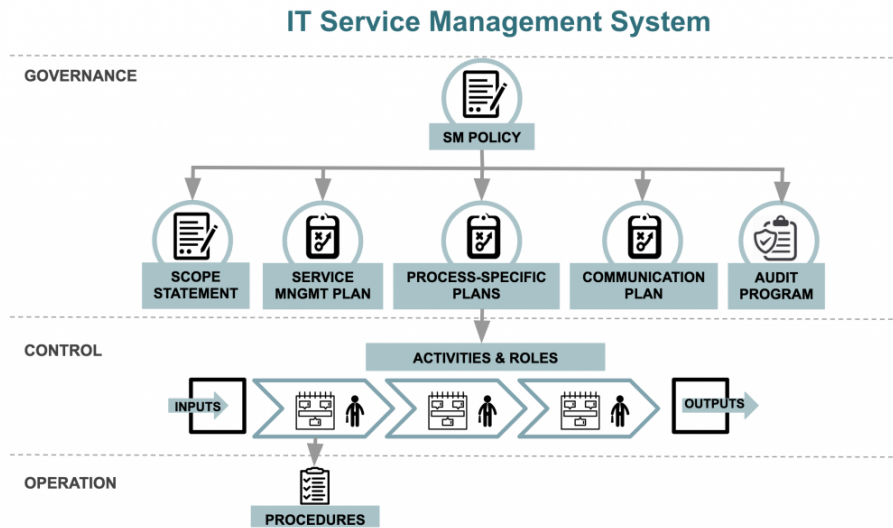 IT Service Management System
GOVERNANCE
SM POLICY
SCOPE
STATEMENT
SERVICE
MNGMT PLAN
PROCESS-SPECIFIC
PLANS
COMMUNICATION
PLAN
AUDIT
PROGRAM
CONTROL
ACTIVITIES & ROLES
INPUTS
OUTPUTS
OPERATION
PROCEDURES